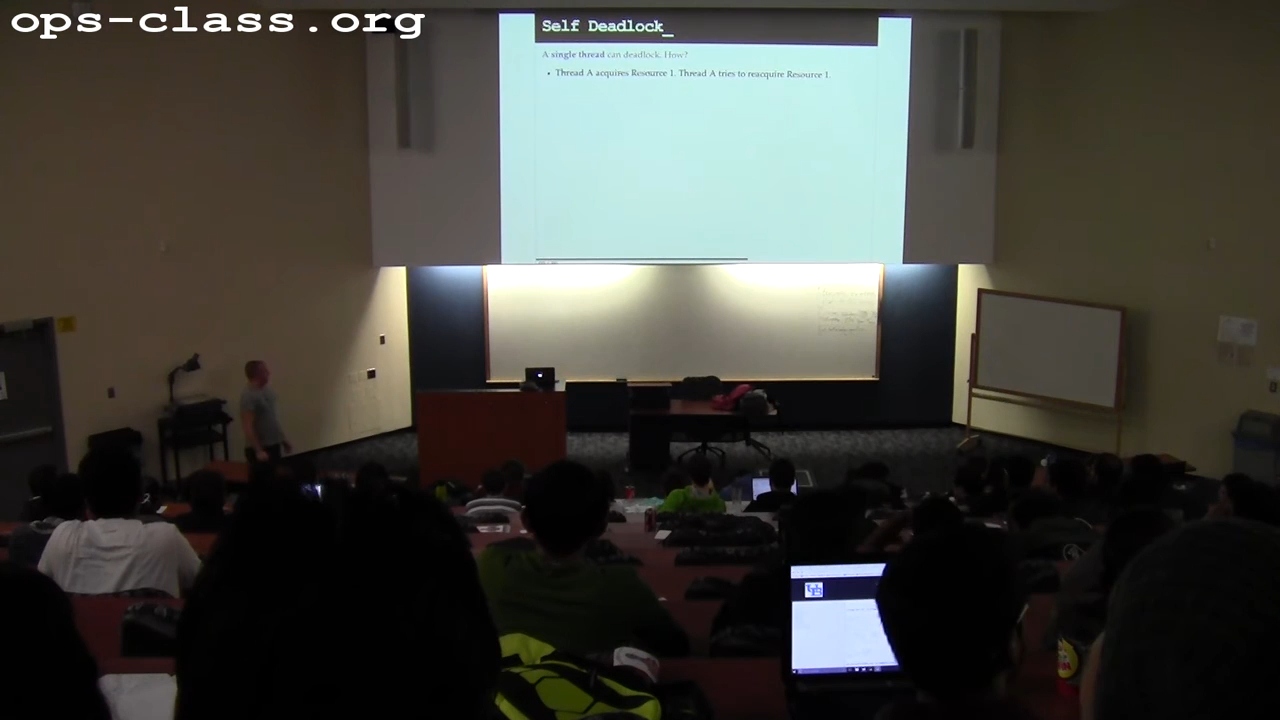 ops-class.org
Self Deadlock_
A single thread can deadlock. How?
• Thread A acquires Resource 1. Thread A tries to reacquire Resource 1.
UB